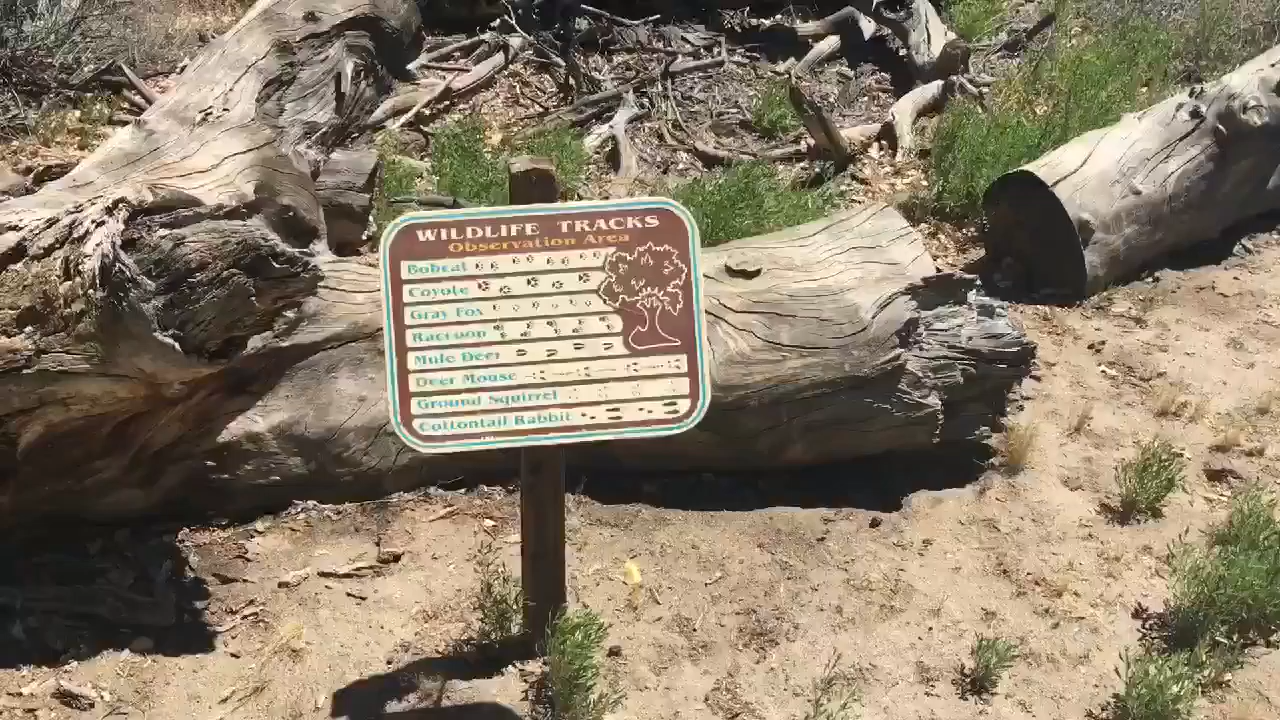 WILDLIFE TRACKS
Observation Area
Bobcat
Coyote
Gray Fox
Raccoon
Mule Deer
Deer Mouse
Ground Squirrel
Cottontail Rabbit